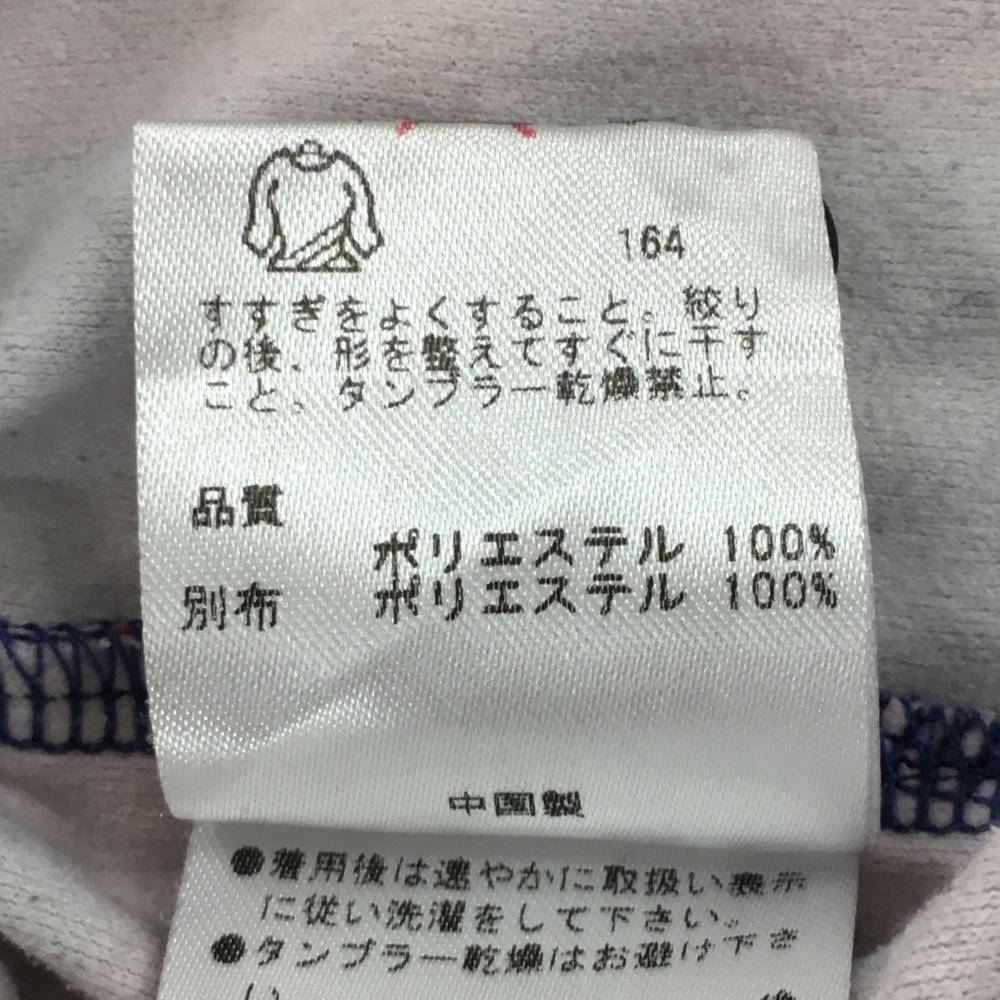 164
すすぎをよくすること。絞り
の後、形を整えてすぐに干す
こと。タンブラー乾燥禁止。
品質
ポリエステル 100%
別布 ポリエステル 100%
中国製
●着用後は速やかに取扱い表示
に従い洗濯をして下さい。
●タンブラー乾燥はお避け下さ
い